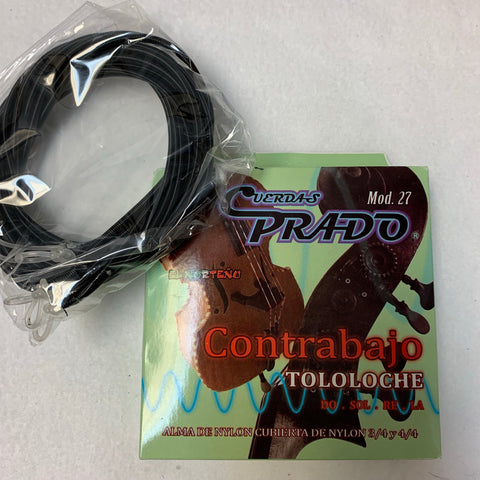 CUERDAS
Mod. 27
PRADO®
EL NORTEÑO
Contrabajo
TOLOLOCHE
DO . SOL . RE . LA
ALMA DE NYLON CUBIERTA DE NYLON 3/4 y 4/4